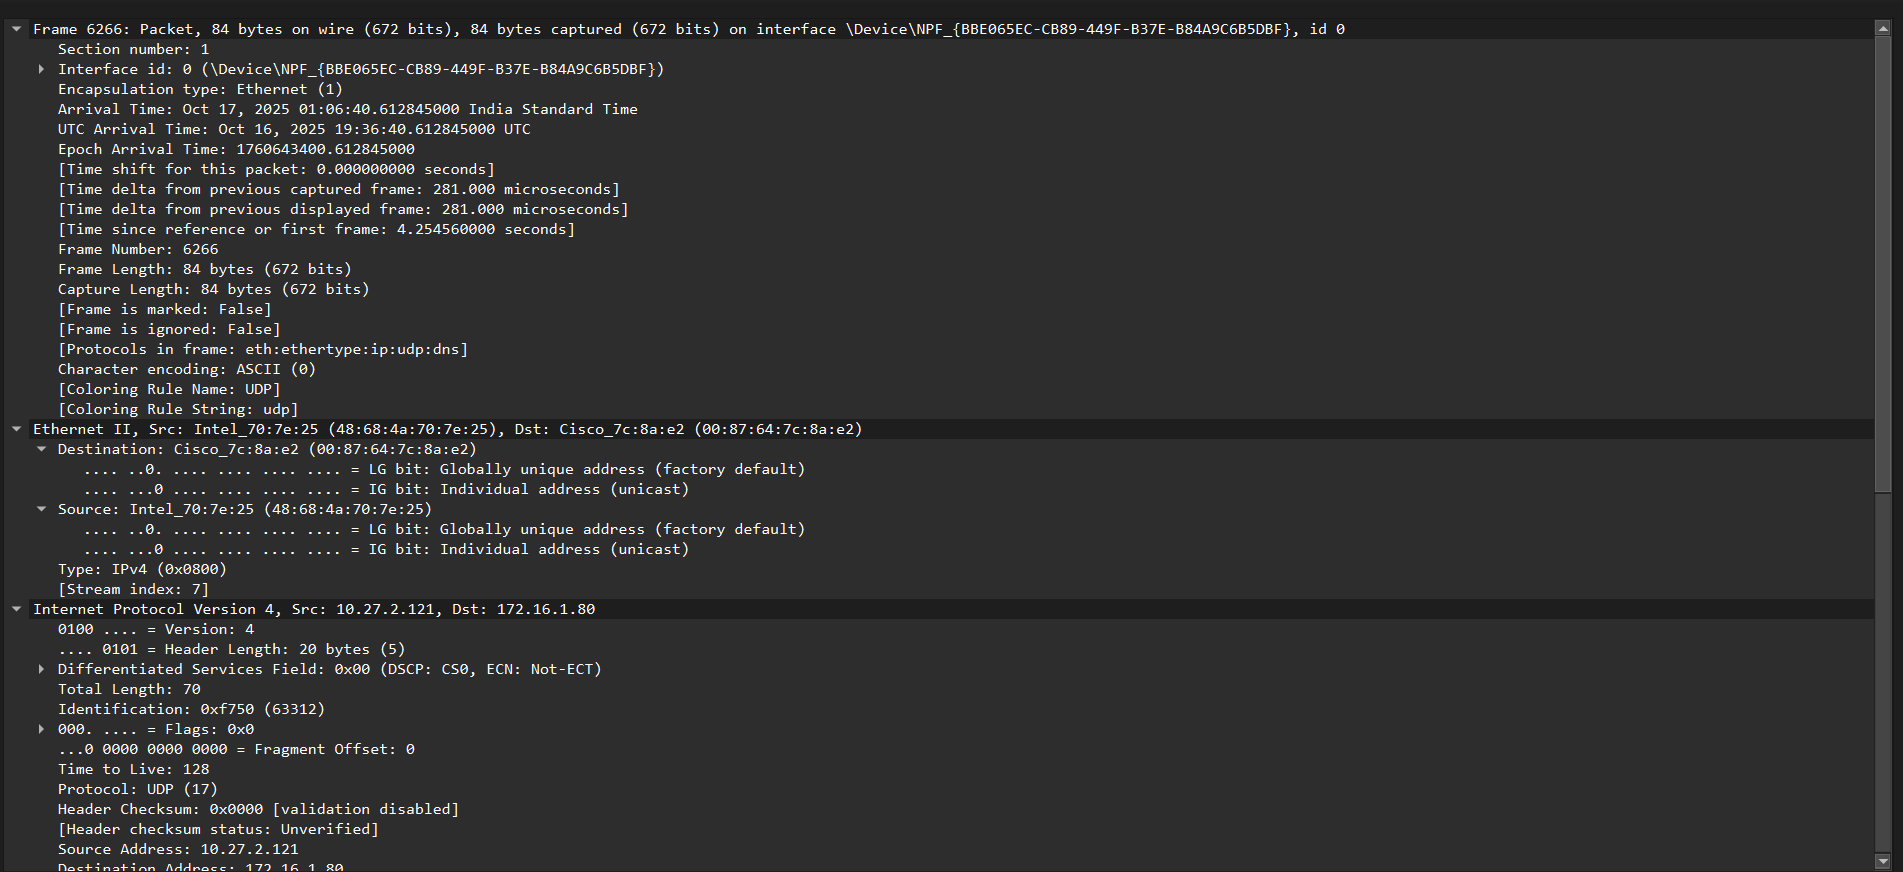 Frame 6266: Packet, 84 bytes on wire (672 bits), 84 bytes captured (672 bits) on interface \Device\NPF_{BBE065EC-CB89-449F-B37E-B84A9C6B5DBF}, id 0
Section number: 1
Interface id: 0 (\Device\NPF_{BBE065EC-CB89-449F-B37E-B84A9C6B5DBF})
Encapsulation type: Ethernet (1)
Arrival Time: Oct 17, 2025 01:06:40.612845000 India Standard Time
UTC Arrival Time: Oct 16, 2025 19:36:40.612845000 UTC
Epoch Arrival Time: 1760643400.612845000
[Time shift for this packet: 0.000000000 seconds]
[Time delta from previous captured frame: 281.000 microseconds]
[Time delta from previous displayed frame: 281.000 microseconds]
[Time since reference or first frame: 4.254560000 seconds]
Frame Number: 6266
Frame Length: 84 bytes (672 bits)
Capture Length: 84 bytes (672 bits)
[Frame is marked: False]
[Frame is ignored: False]
[Protocols in frame: eth:ethertype:ip:udp:dns]
Character encoding: ASCII (0)
[Coloring Rule Name: UDP]
[Coloring Rule String: udp]
Ethernet II, Src: Intel_70:7e:25 (48:68:4a:70:7e:25), Dst: Cisco_7c:8a:e2 (00:87:64:7c:8a:e2)
Destination: Cisco_7c:8a:e2 (00:87:64:7c:8a:e2)
.... ..0. .... .... .... .... = LG bit: Globally unique address (factory default)
.... ...0 .... .... .... .... = IG bit: Individual address (unicast)
Source: Intel_70:7e:25 (48:68:4a:70:7e:25)
.... ..0. .... .... .... .... = LG bit: Globally unique address (factory default)
.... ...0 .... .... .... .... = IG bit: Individual address (unicast)
Type: IPv4 (0x0800)
[Stream index: 7]
Internet Protocol Version 4, Src: 10.27.2.121, Dst: 172.16.1.80
0100 .... = Version: 4
.... 0101 = Header Length: 20 bytes (5)
Differentiated Services Field: 0x00 (DSCP: CS0, ECN: Not-ECT)
Total Length: 70
Identification: 0xf750 (63312)
000. .... = Flags: 0x0
...0 0000 0000 0000 = Fragment Offset: 0
Time to Live: 128
Protocol: UDP (17)
Header Checksum: 0x0000 [validation disabled]
[Header checksum status: Unverified]
Source Address: 10.27.2.121
Destination Address: 172.16.1.80